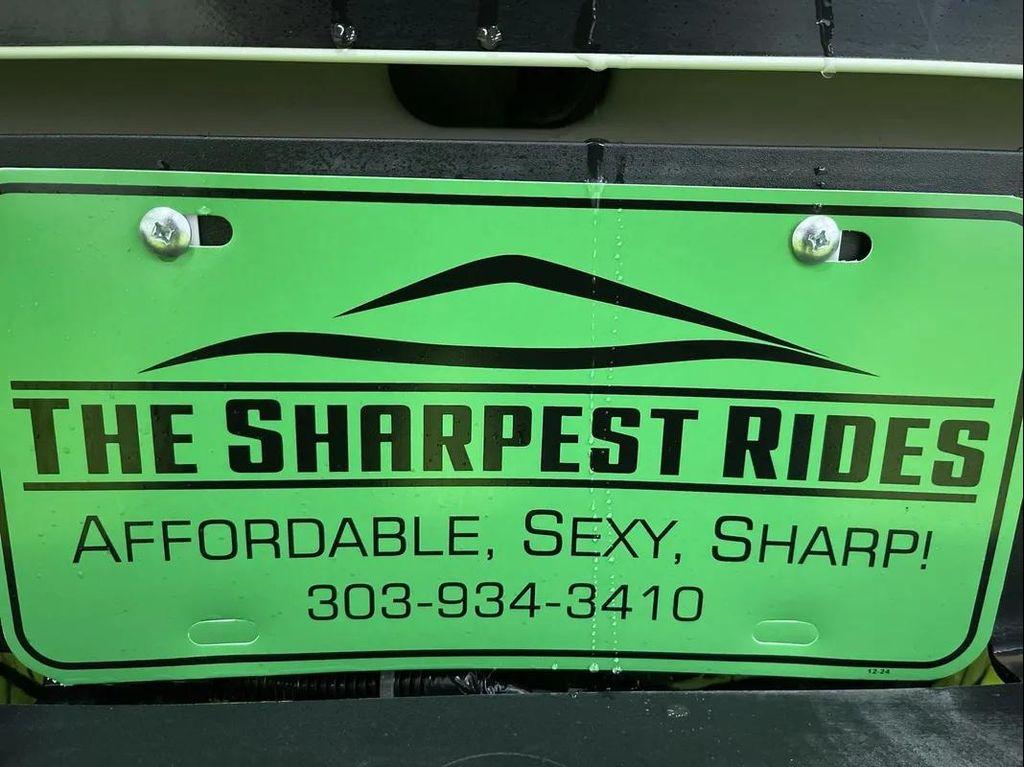 THE SHARPEST RIDES
AFFORDABLE, SEXY, SHARP!
303-934-3410
12-24